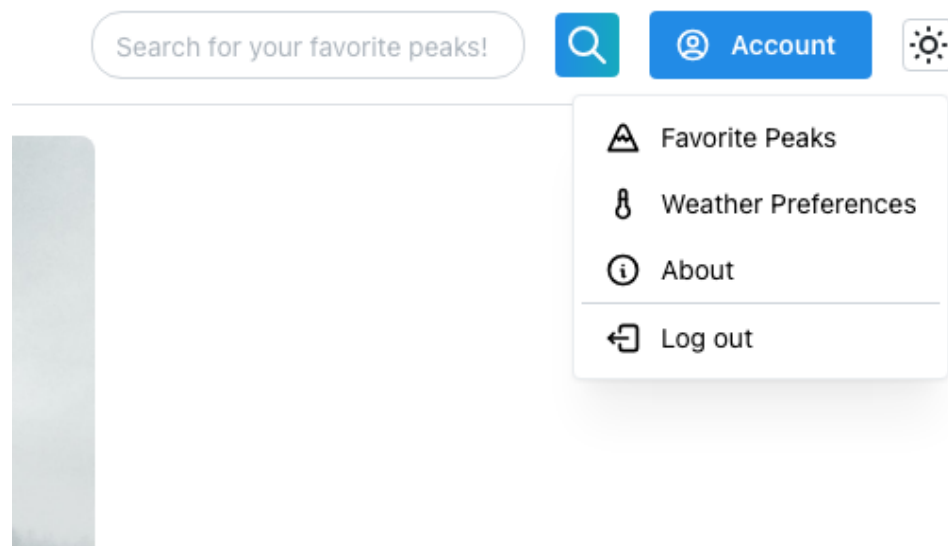 Search for your favorite peaks!
Account
Favorite Peaks
Weather Preferences
About
Log out